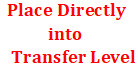 Place Directly
into
Transfer Level